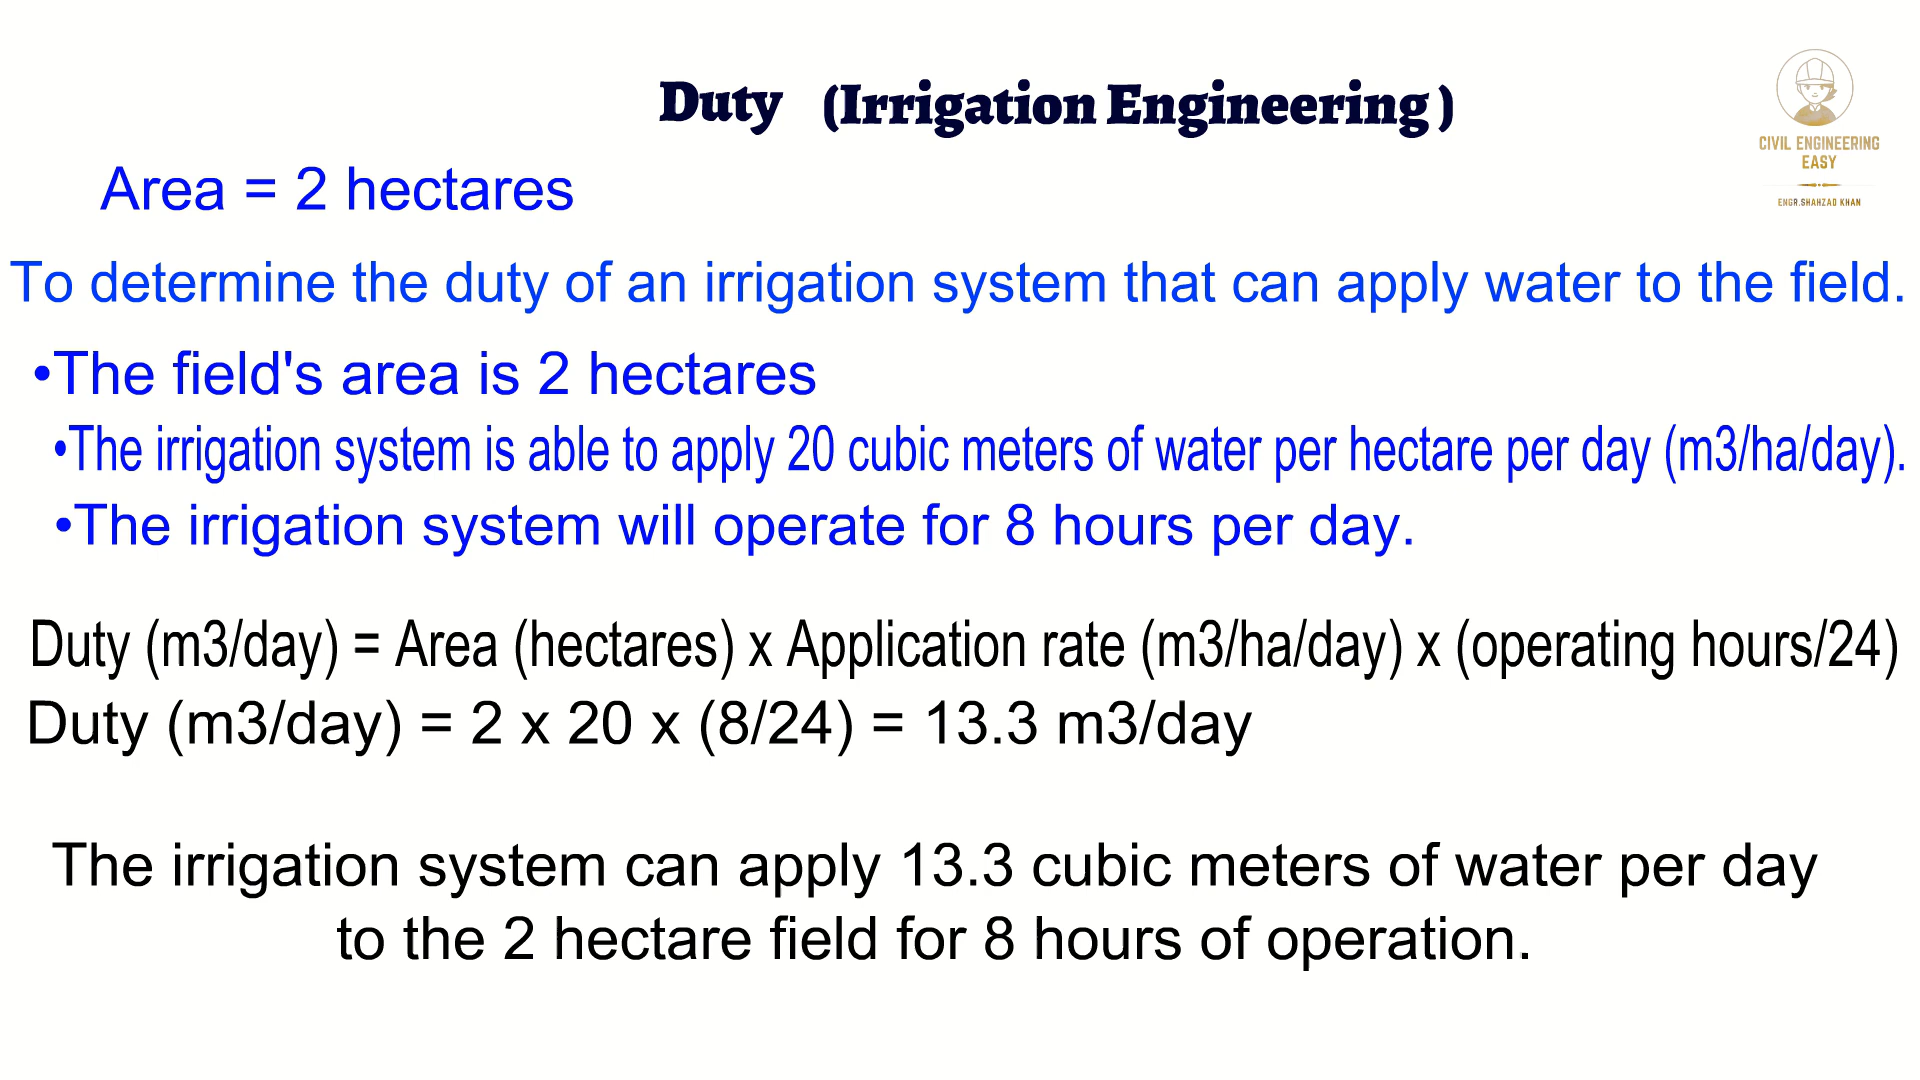 Duty (Irrigation Engineering )
CIVIL ENGINEERING
EASY
ENGR.SHAHZAD KHAN
Area = 2 hectares
To determine the duty of an irrigation system that can apply water to the field.
•The field's area is 2 hectares
•The irrigation system is able to apply 20 cubic meters of water per hectare per day (m3/ha/day).
•The irrigation system will operate for 8 hours per day.
Duty (m3/day) = Area (hectares) x Application rate (m3/ha/day) x (operating hours/24)
Duty (m3/day) = 2 x 20 x (8/24) = 13.3 m3/day
The irrigation system can apply 13.3 cubic meters of water per day
to the 2 hectare field for 8 hours of operation.